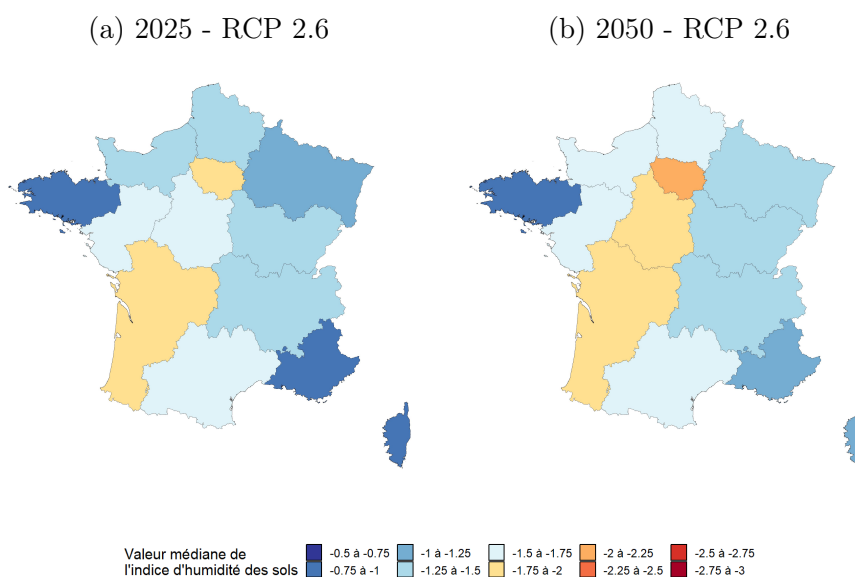 (a) 2025 - RCP 2.6
(b) 2050 - RCP 2.6
Valeur médiane de
l'indice d'humidité des sols
-0.5 à -0.75
-0.75 à -1
-1 à -1.25
-1.25 à -1.5
-1.5 à -1.75
-1.75 à -2
-2 à -2.25
-2.25 à -2.5
-2.5 à -2.75
-2.75 à -3